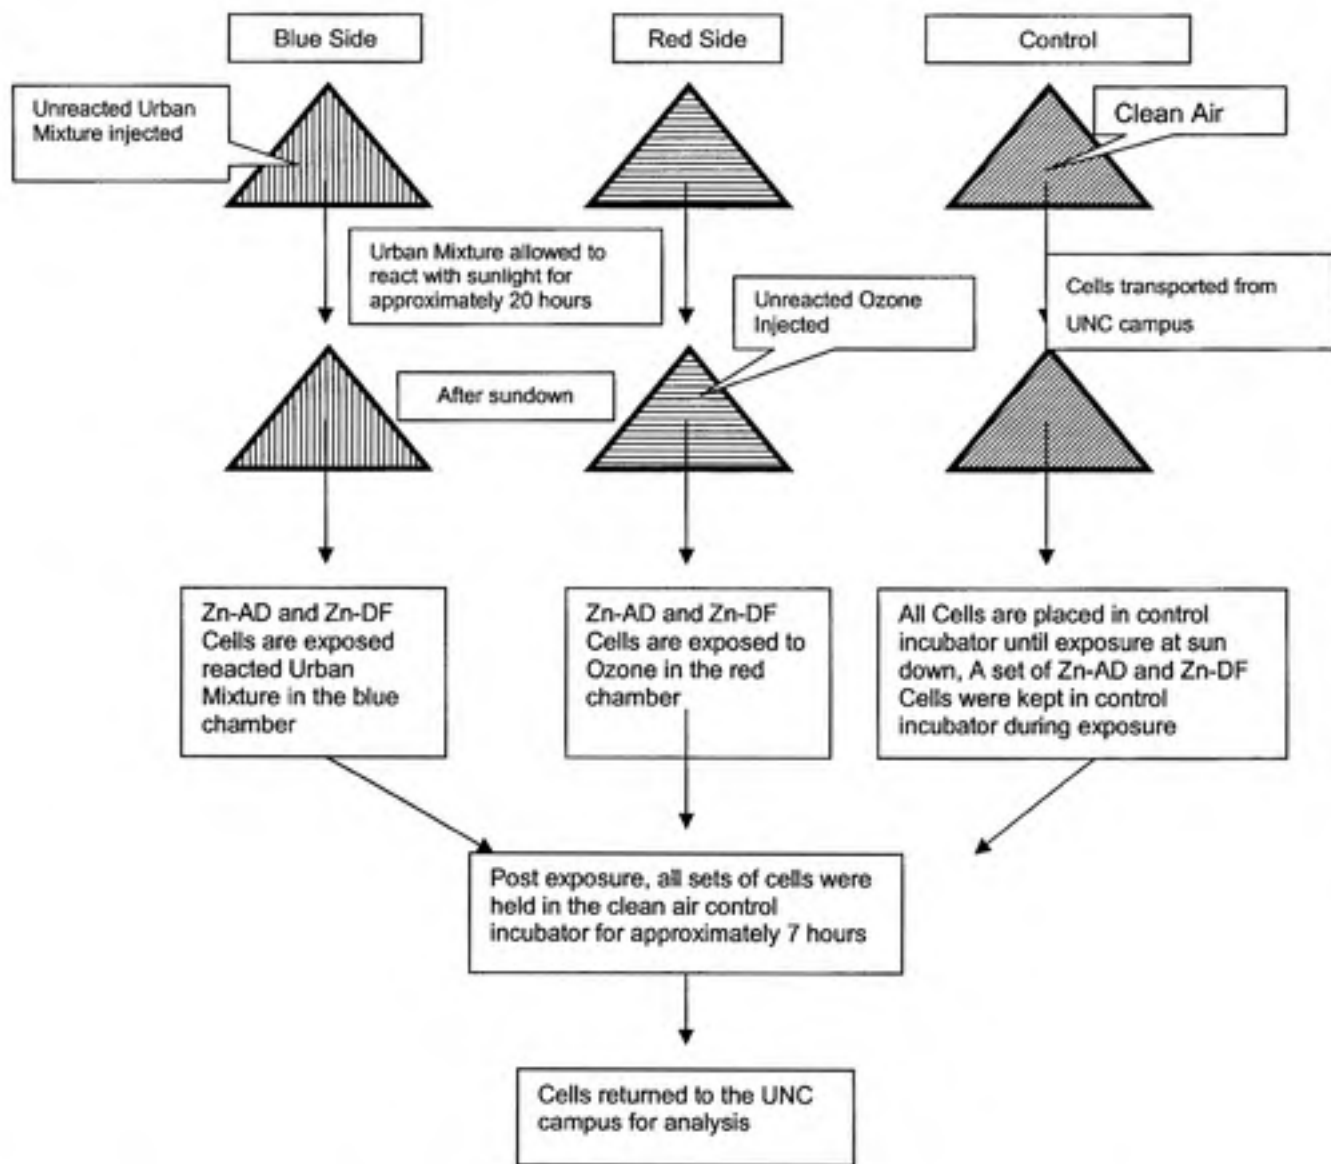 Blue Side
Red Side
Control
Unreacted Urban
Mixture injected
Clean Air
Urban Mixture allowed to
react with sunlight for
approximately 20 hours
Unreacted Ozone
Injected
Cells transported from
UNC campus
After sundown
Zn-AD and Zn-DF
Cells are exposed
reacted Urban
Mixture in the blue
chamber
Zn-AD and Zn-DF
Cells are exposed to
Ozone in the red
chamber
All Cells are placed in control
incubator until exposure at sun
down, A set of Zn-AD and Zn-DF
Cells were kept in control
incubator during exposure
Post exposure, all sets of cells were
held in the clean air control
incubator for approximately 7 hours
Cells returned to the UNC
campus for analysis